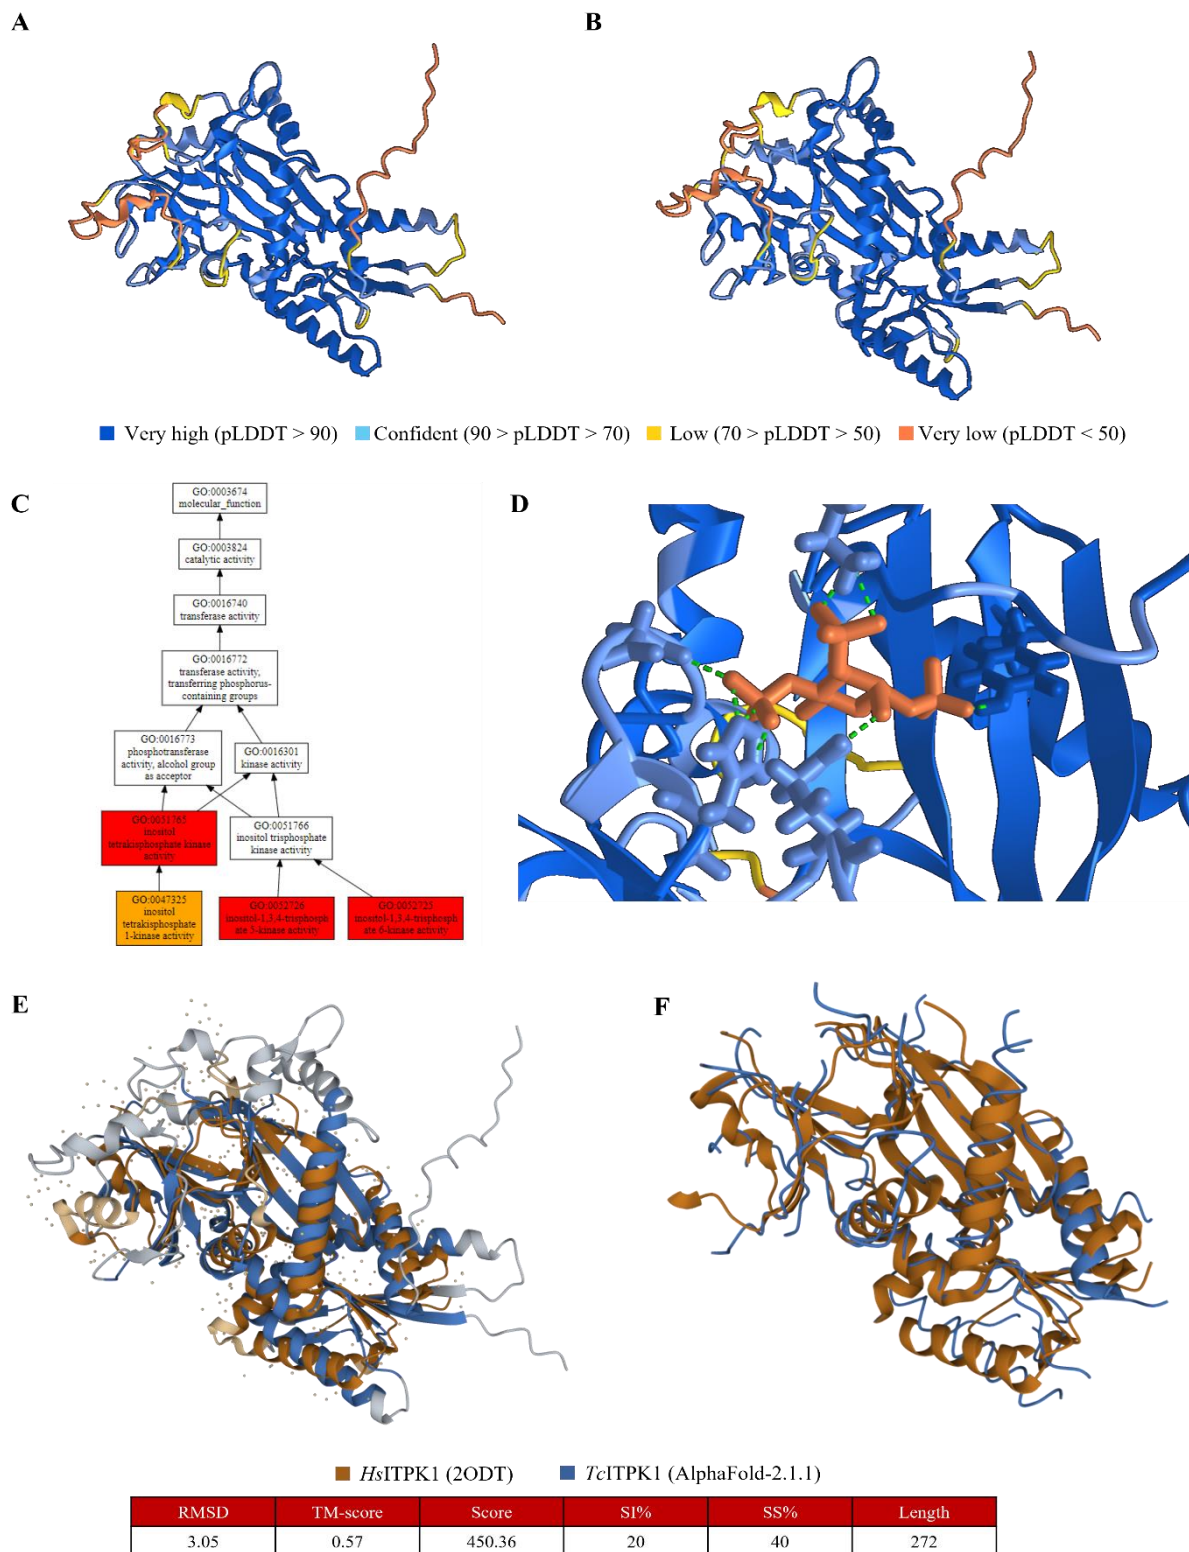 A
B
Very high (pLDDT > 90)
Confident (90 > pLDDT > 70)
Low (70 > pLDDT > 50)
Very low (pLDDT < 50)
C
GO:0003674
molecular_function
GO:0003824
catalytic activity
GO:0016740
transferase activity
GO:0016772
transferase activity,
transferring phosphorus-
containing groups
GO:0016773
phosphotransferase
activity, alcohol group
as acceptor
GO:0016301
kinase activity
GO:0051765
inositol
tetrakisphosphate kinase
activity
GO:0051766
inositol trisphosphate
kinase activity
GO:0047325
inositol
tetrakisphosphate
1-kinase activity
GO:0052726
inositol-1,3,4-trisphosph
ate 5-kinase activity
GO:0052725
inositol-1,3,4-trisphosph
ate 6-kinase activity
D
E
F
HsITPK1 (2ODT)
TcITPK1 (AlphaFold-2.1.1)
RMSD TM-score Score SI% SS% Length
3.05 0.57 450.36 20 40 272